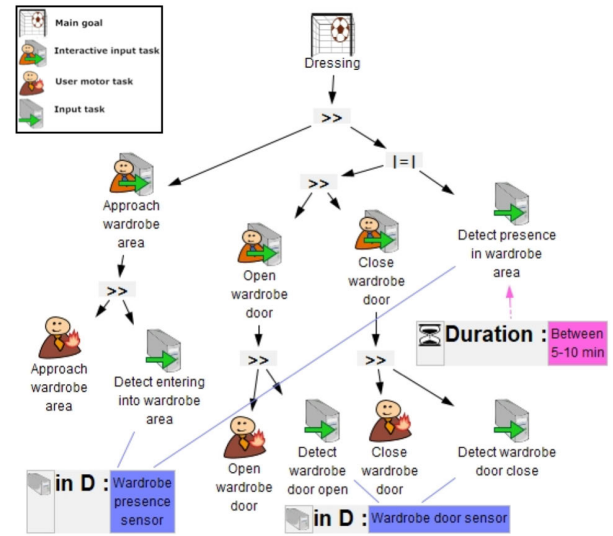 Main goal
Interactive input task
User motor task
Input task
Dressing
>>
|=|
>>
Approach
wardrobe
area
Detect presence
in wardrobe
area
Open
wardrobe
door
Close
wardrobe
door
>>
Duration :
Between
5-10 min
Approach
wardrobe
area
Detect entering
into wardrobe
area
>>
>>
Open
wardrobe
door
Detect
wardrobe
door open
Close
wardrobe
door
Detect wardrobe
door close
in D :
Wardrobe
presence
sensor
in D :
Wardrobe door sensor